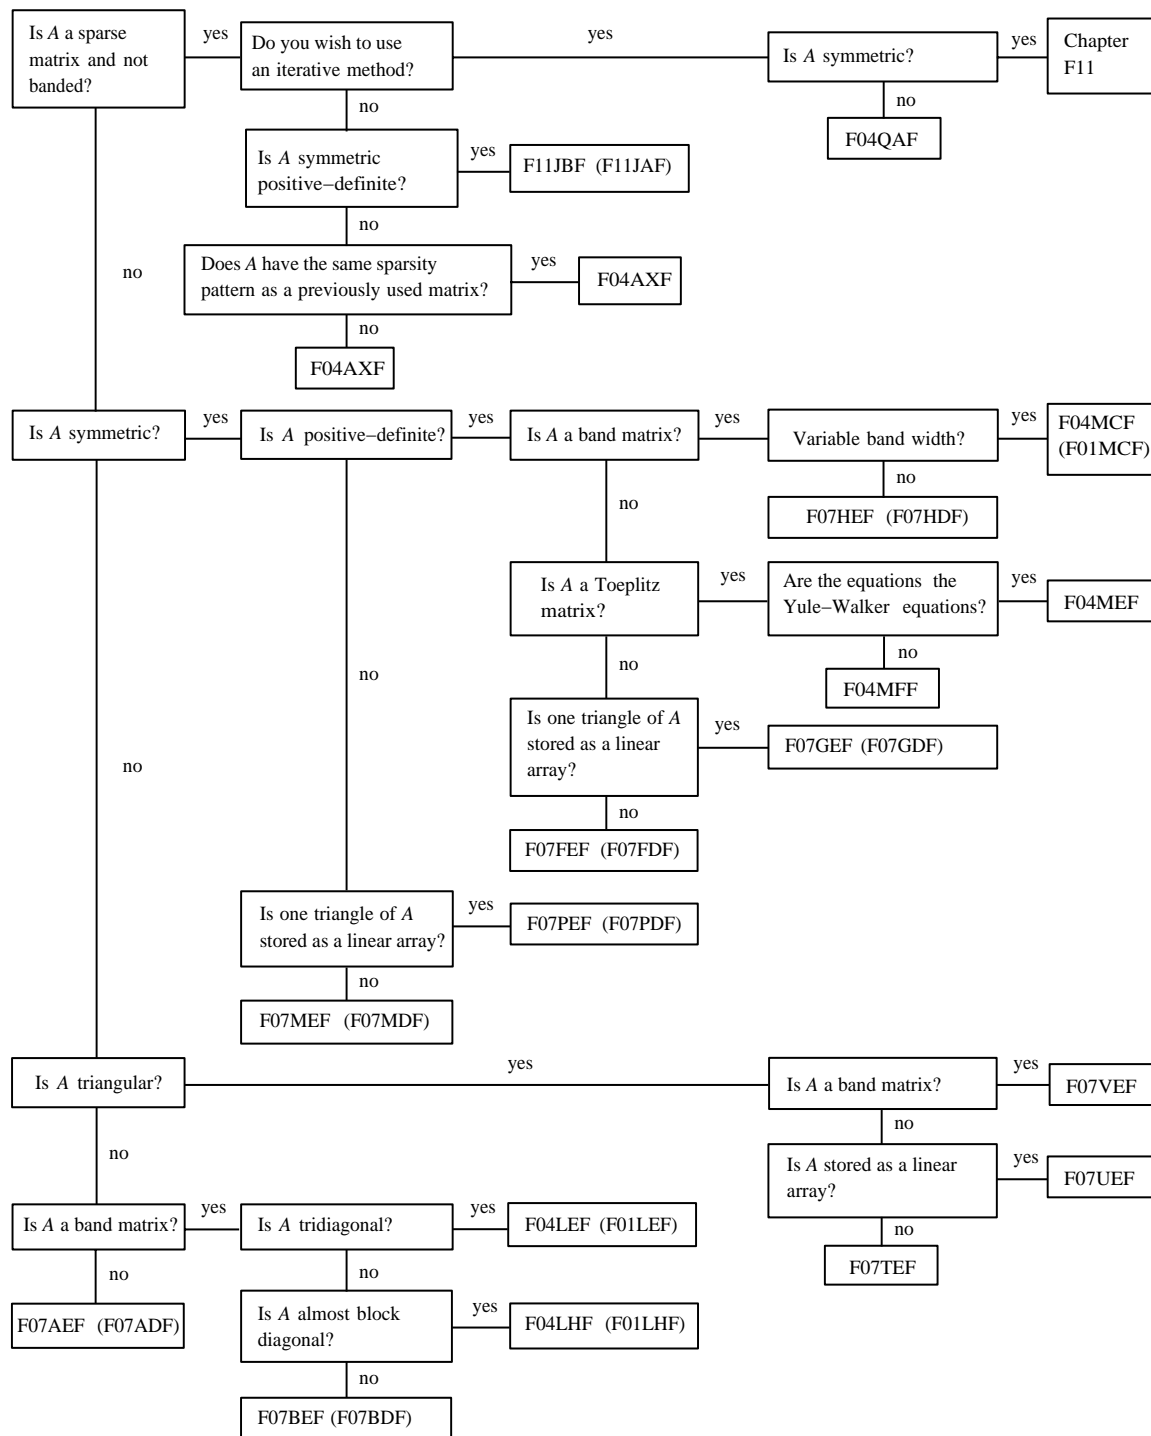 Is A a sparse
matrix and not
banded?
yes
Do you wish to use
an iterative method?
yes
Is A symmetric?
yes
Chapter
F11
no
F04QAF
no
Is A symmetric
positive−definite?
yes
F11JBF (F11JAF)
no
Does A have the same sparsity
pattern as a previously used matrix?
yes
F04AXF
no
F04AXF
no
Is A symmetric?
yes
Is A positive−definite?
yes
Is A a band matrix?
yes
Variable band width?
yes
F04MCF
(F01MCF)
no
F07HEF (F07HDF)
no
Is A a Toeplitz
matrix?
yes
Are the equations the
Yule−Walker equations?
yes
F04MEF
no
F04MFF
no
Is one triangle of A
stored as a linear
array?
yes
F07GEF (F07GDF)
no
F07FEF (F07FDF)
no
Is one triangle of A
stored as a linear array?
yes
F07PEF (F07PDF)
no
F07MEF (F07MDF)
no
Is A triangular?
yes
Is A a band matrix?
yes
F07VEF
no
Is A stored as a linear
array?
yes
F07UEF
no
F07TEF
no
Is A a band matrix?
yes
Is A tridiagonal?
yes
F04LEF (F01LEF)
no
F07AEF (F07ADF)
no
Is A almost block
diagonal?
yes
F04LHF (F01LHF)
no
F07BEF (F07BDF)